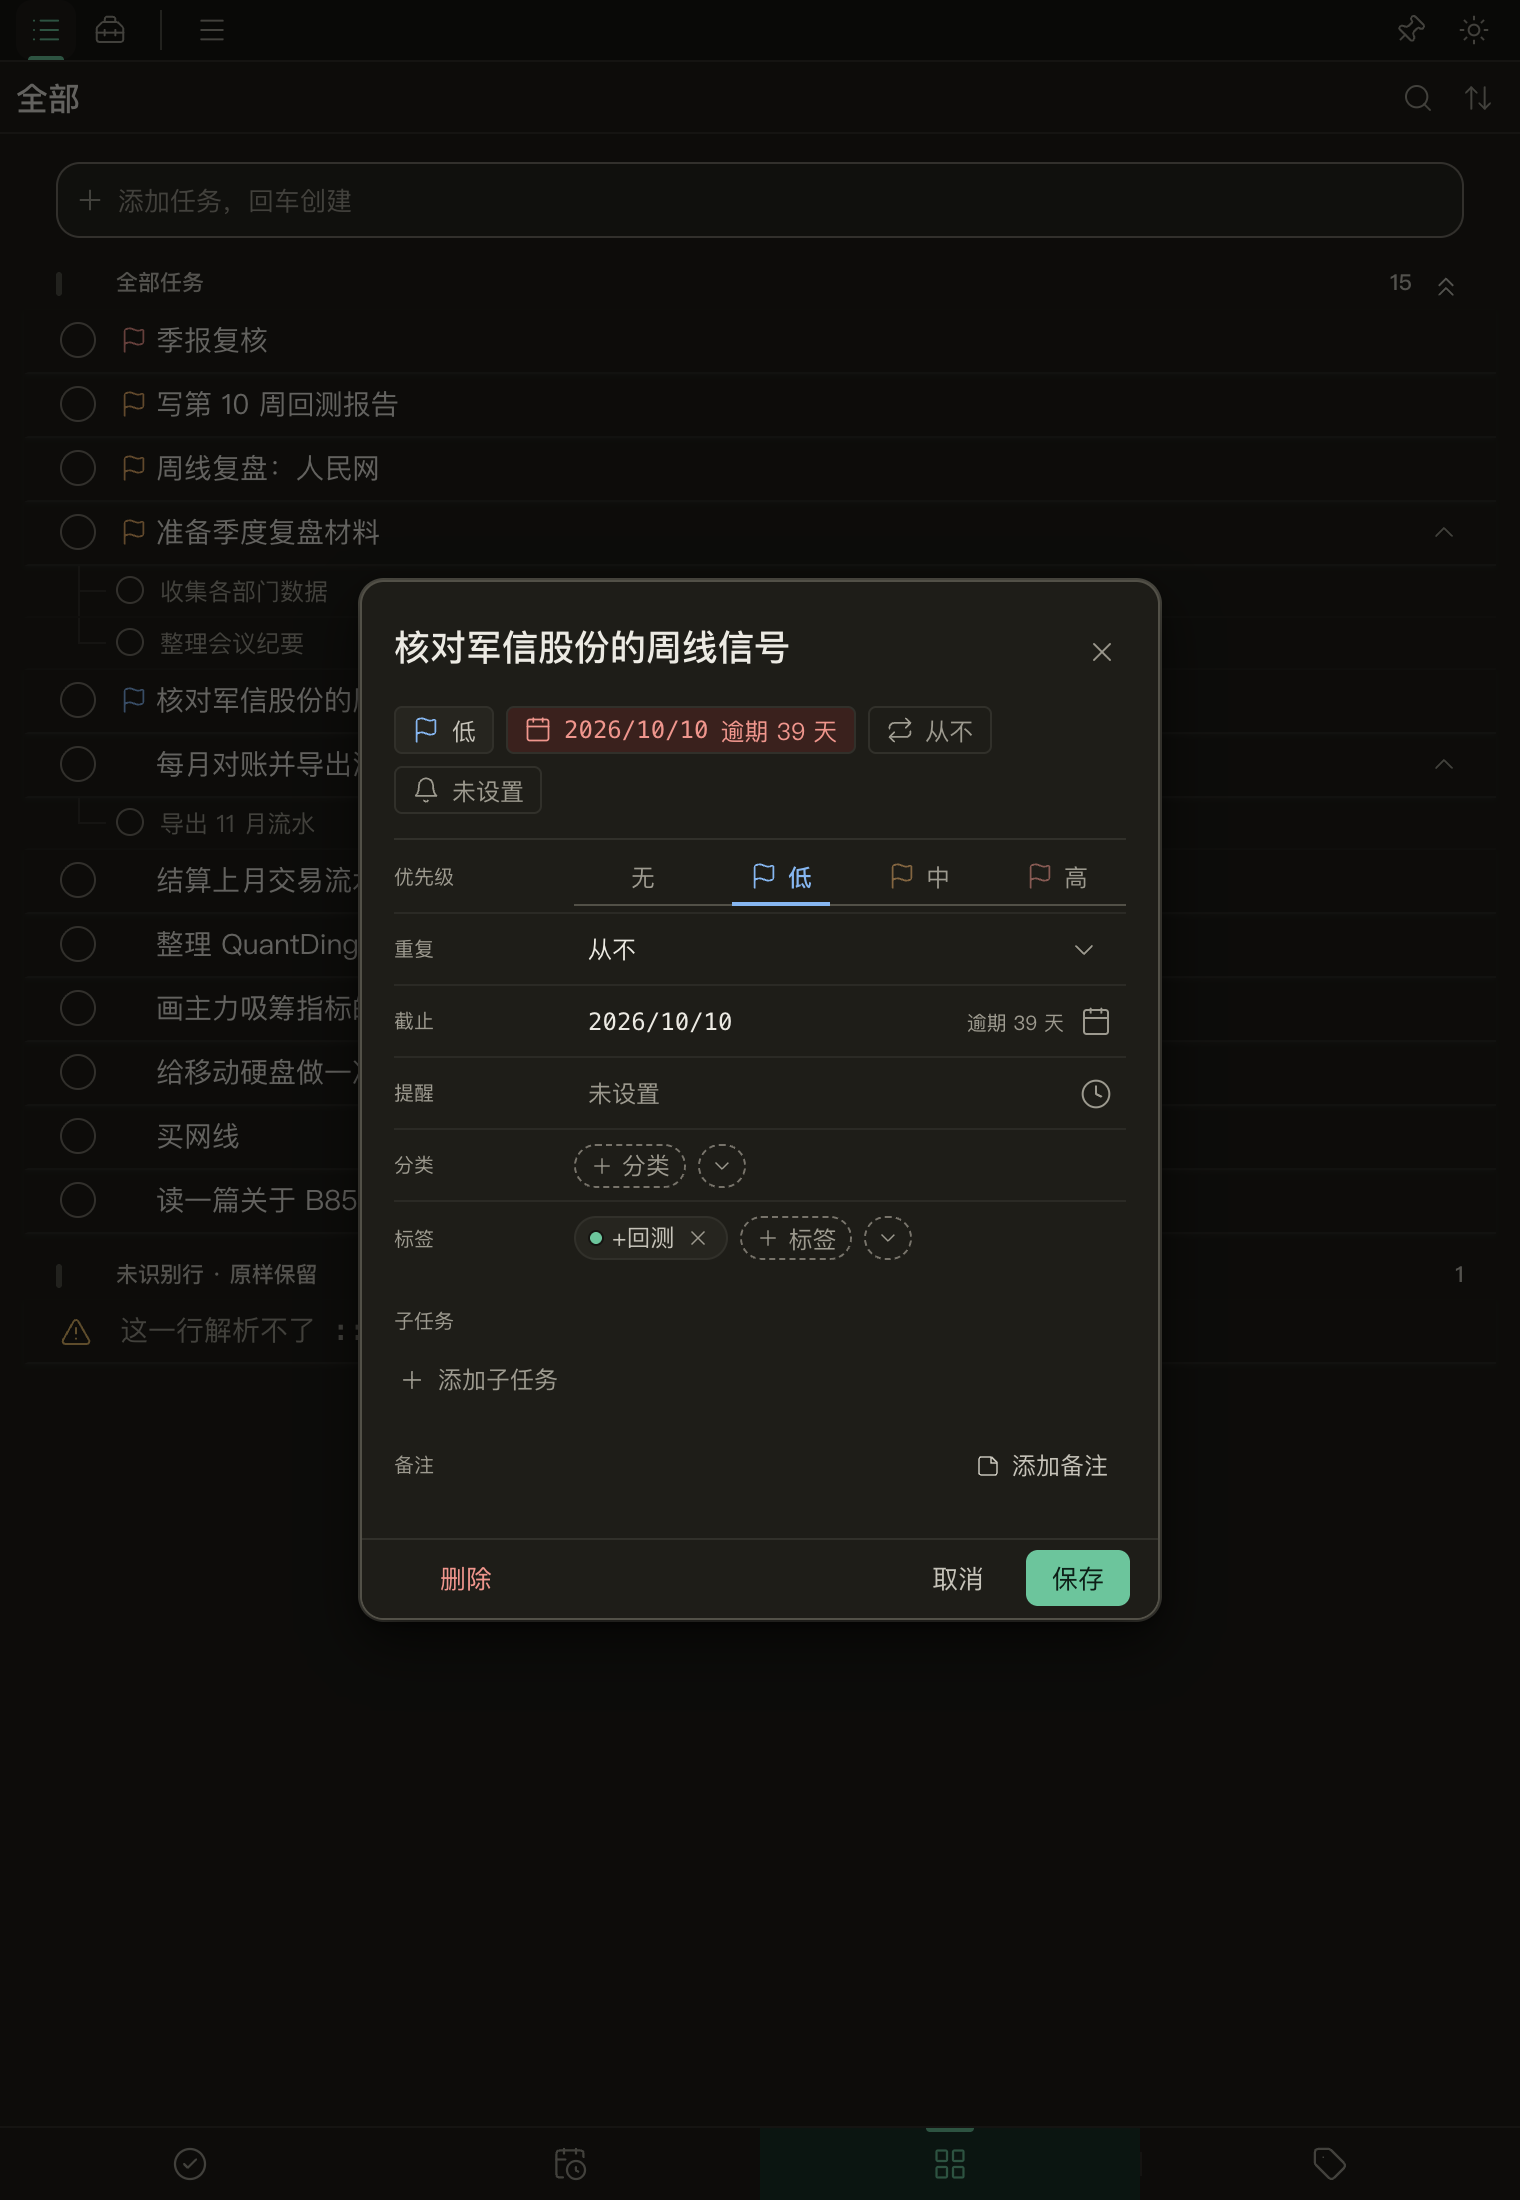 全部
添加任务，回车创建
全部任务 15
季报复核
写第 10 周回测报告
周线复盘：人民网
准备季度复盘材料
收集各部门数据
整理会议纪要
核对军信股份的
每月对账并导出
导出 11 月流水
结算上月交易流
整理 QuantDing
画主力吸筹指标
给移动硬盘做一
买网线
读一篇关于 B85
未识别行 · 原样保留 1
这一行解析不了 ::
核对军信股份的周线信号
低 2026/10/10 逾期 39 天 从不
未设置
优先级 无 低 中 高
重复 从不
截止 2026/10/10 逾期 39 天
提醒 未设置
分类 + 分类
标签 +回测 + 标签
子任务
+ 添加子任务
备注 添加备注
删除 取消 保存